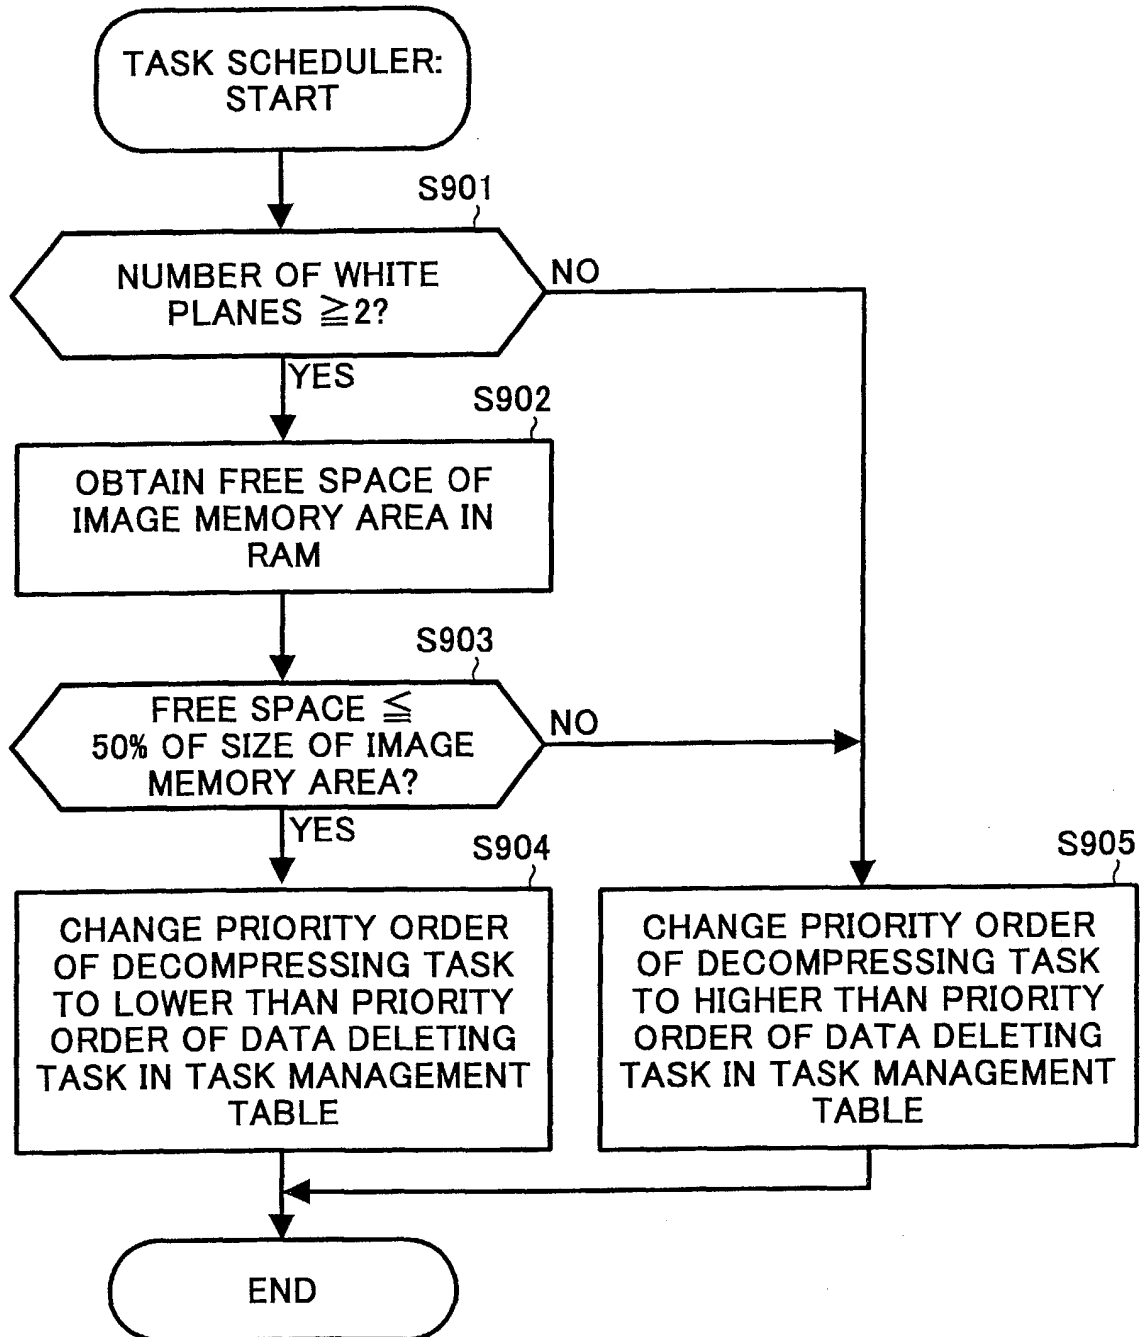 TASK SCHEDULER:
START
S901
NUMBER OF WHITE
PLANES ≧2?
NO
YES
S902
OBTAIN FREE SPACE OF
IMAGE MEMORY AREA IN
RAM
S903
FREE SPACE ≦
50% OF SIZE OF IMAGE
MEMORY AREA?
NO
YES
S904
CHANGE PRIORITY ORDER
OF DECOMPRESSING TASK
TO LOWER THAN PRIORITY
ORDER OF DATA DELETING
TASK IN TASK MANAGEMENT
TABLE
S905
CHANGE PRIORITY ORDER
OF DECOMPRESSING TASK
TO HIGHER THAN PRIORITY
ORDER OF DATA DELETING
TASK IN TASK MANAGEMENT
TABLE
END